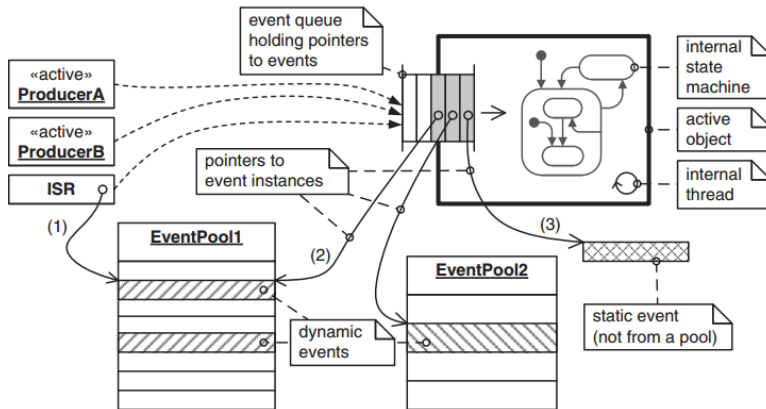 event queue
holding pointers
to events
internal
state
machine
«active»
ProducerA
«active»
ProducerB
active
object
pointers to
event instances
ISR
internal
thread
(1)
(2)
(3)
EventPool1
EventPool2
static event
(not from a pool)
dynamic
events